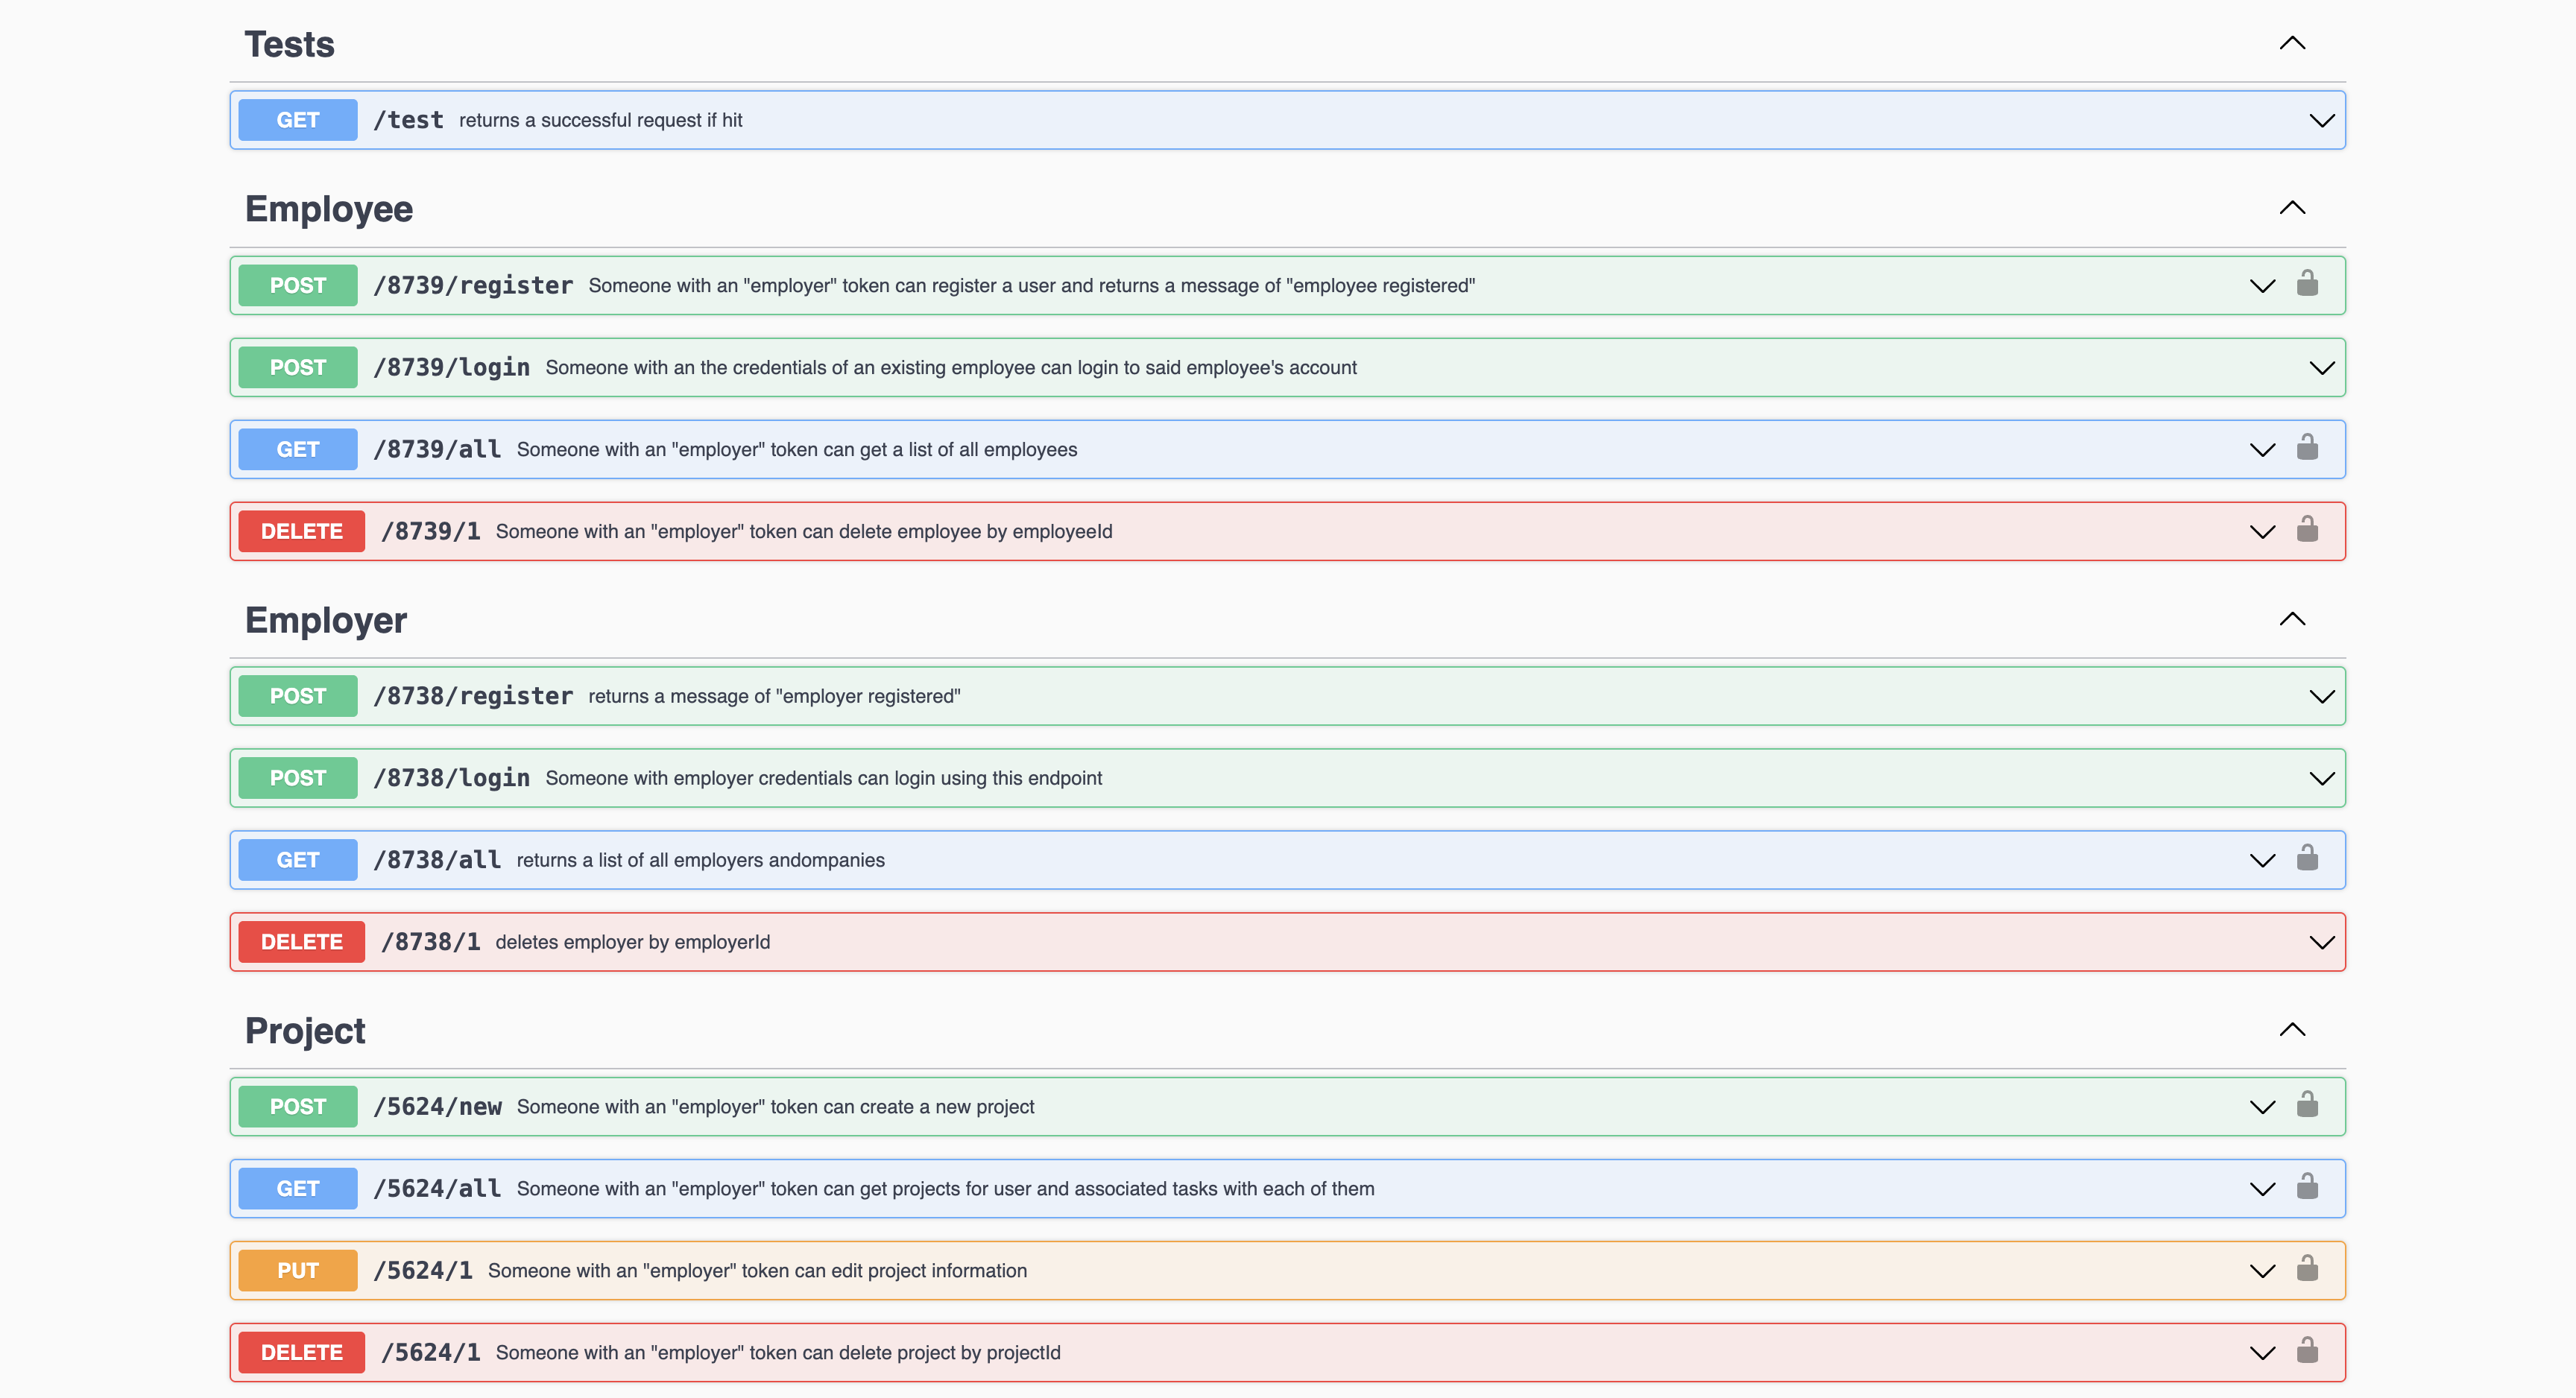 Tests
GET /test returns a successful request if hit
Employee
POST /8739/register Someone with an "employer" token can register a user and returns a message of "employee registered"
POST /8739/login Someone with an the credentials of an existing employee can login to said employee's account
GET /8739/all Someone with an "employer" token can get a list of all employees
DELETE /8739/1 Someone with an "employer" token can delete employee by employeeId
Employer
POST /8738/register returns a message of "employer registered"
POST /8738/login Someone with employer credentials can login using this endpoint
GET /8738/all returns a list of all employers andompanies
DELETE /8738/1 deletes employer by employerId
Project
POST /5624/new Someone with an "employer" token can create a new project
GET /5624/all Someone with an "employer" token can get projects for user and associated tasks with each of them
PUT /5624/1 Someone with an "employer" token can edit project information
DELETE /5624/1 Someone with an "employer" token can delete project by projectId